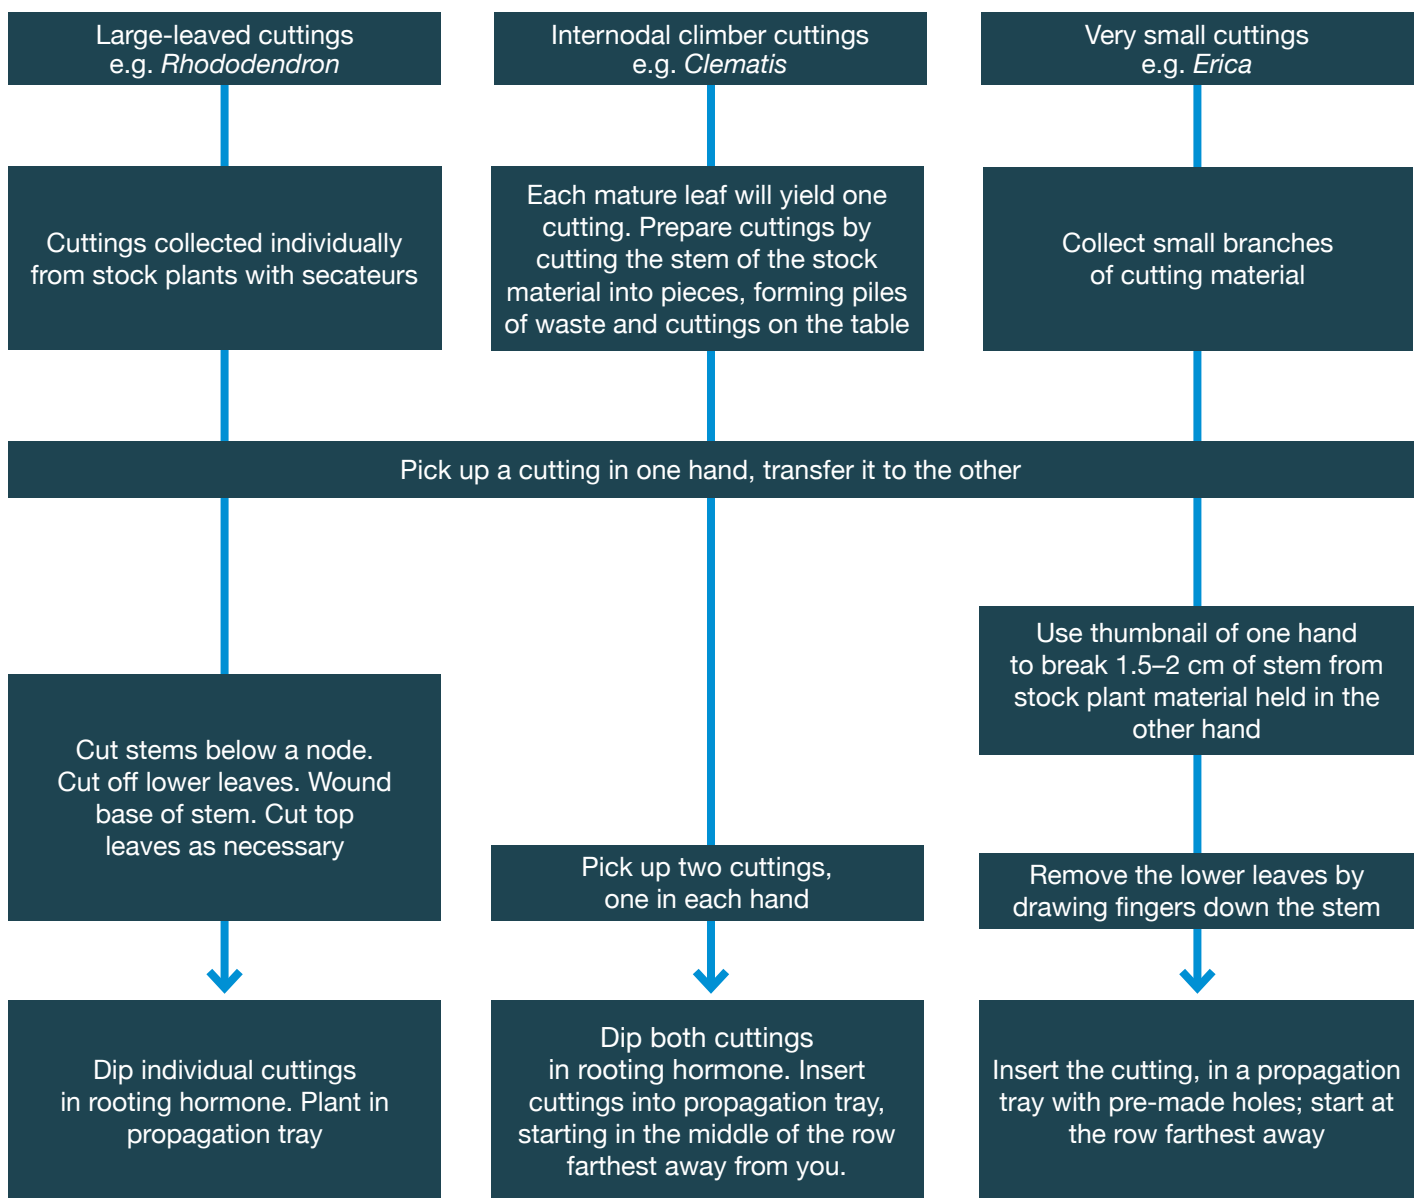 Large-leaved cuttings
e.g. Rhododendron
Internodal climber cuttings
e.g. Clematis
Very small cuttings
e.g. Erica
Cuttings collected individually
from stock plants with secateurs
Each mature leaf will yield one
cutting. Prepare cuttings by
cutting the stem of the stock
material into pieces, forming piles
of waste and cuttings on the table
Collect small branches
of cutting material
Pick up a cutting in one hand, transfer it to the other
Cut stems below a node.
Cut off lower leaves. Wound
base of stem. Cut top
leaves as necessary
Pick up two cuttings,
one in each hand
Use thumbnail of one hand
to break 1.5–2 cm of stem from
stock plant material held in the
other hand
Remove the lower leaves by
drawing fingers down the stem
Dip individual cuttings
in rooting hormone. Plant in
propagation tray
Dip both cuttings
in rooting hormone. Insert
cuttings into propagation tray,
starting in the middle of the row
farthest away from you.
Insert the cutting, in a propagation
tray with pre-made holes; start at
the row farthest away